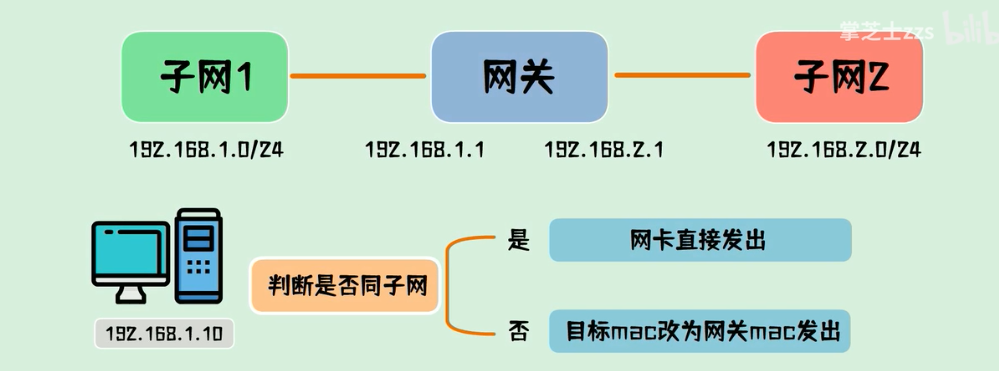 掌芝士zzs bilib
子网1
网关
子网2
192.168.1.0/24
192.168.1.1
192.168.2.1
192.168.2.0/24
是
网卡直接发出
判断是否同子网
192.168.1.10
否
目标mac改为网关mac发出